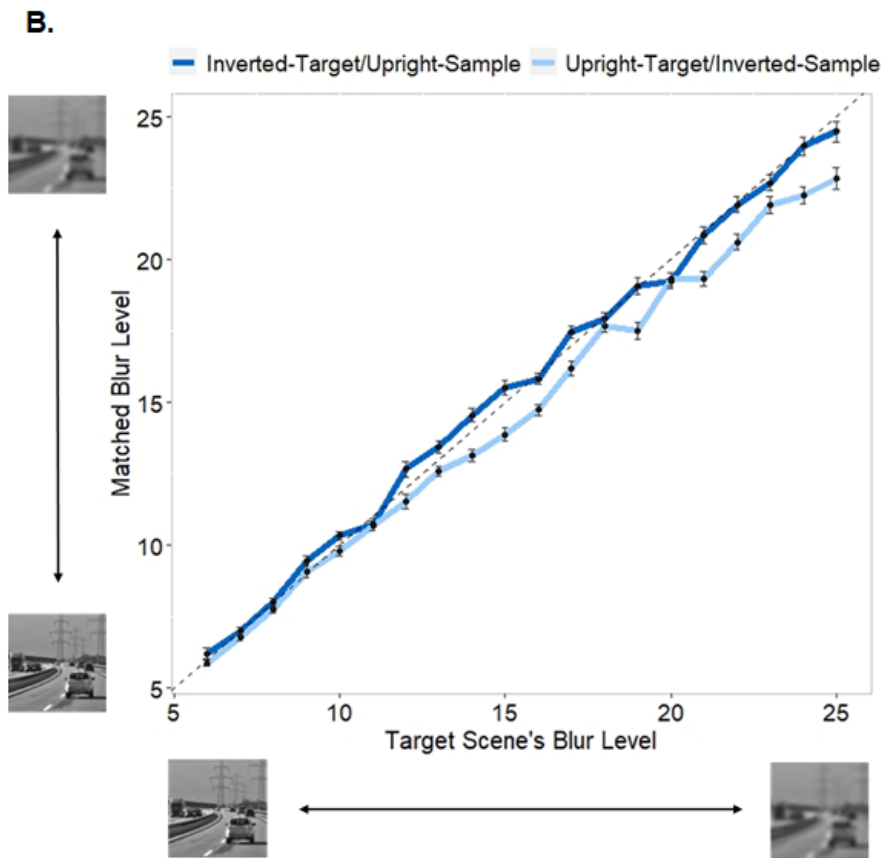 B.
Inverted-Target/Upright-Sample Upright-Target/Inverted-Sample
25
20
15
10
5
Matched Blur Level
5 10 15 20 25
Target Scene's Blur Level